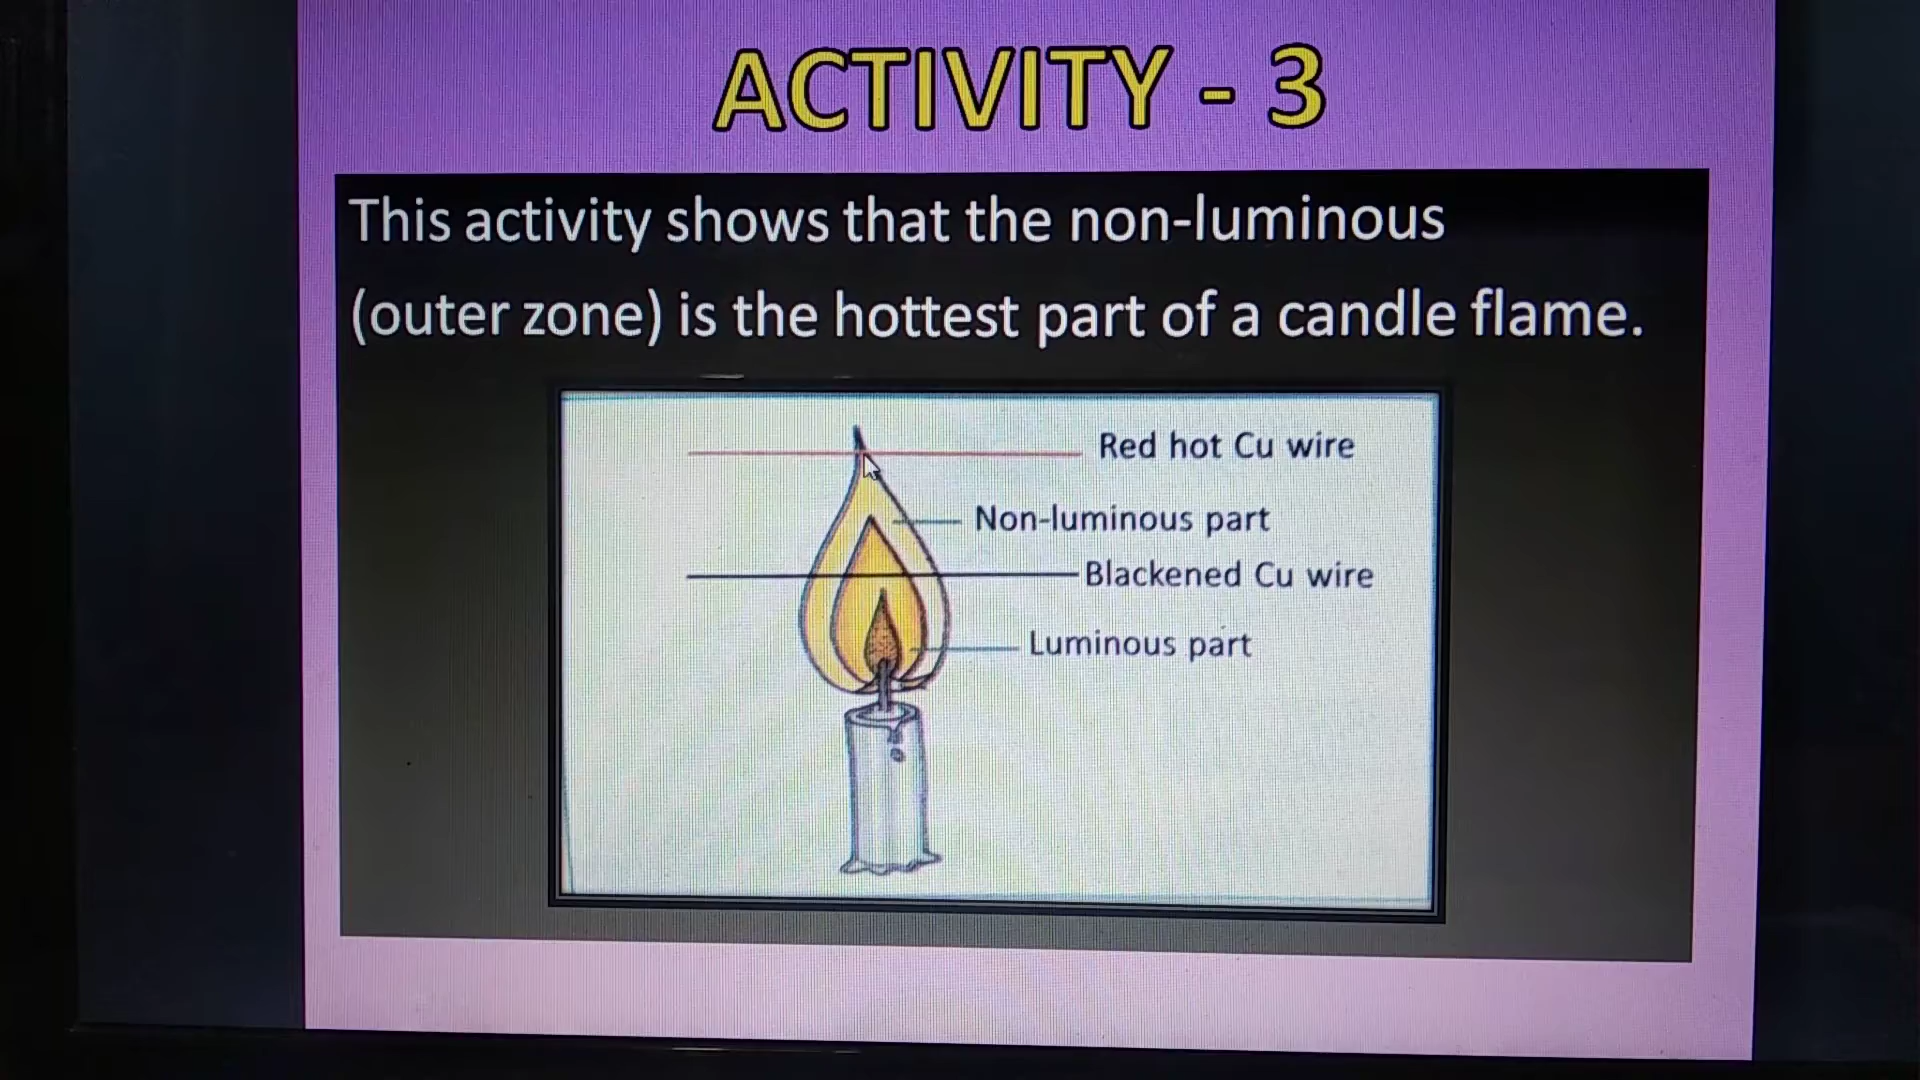 ACTIVITY - 3
This activity shows that the non-luminous
(outer zone) is the hottest part of a candle flame.
Red hot Cu wire
Non-luminous part
Blackened Cu wire
Luminous part